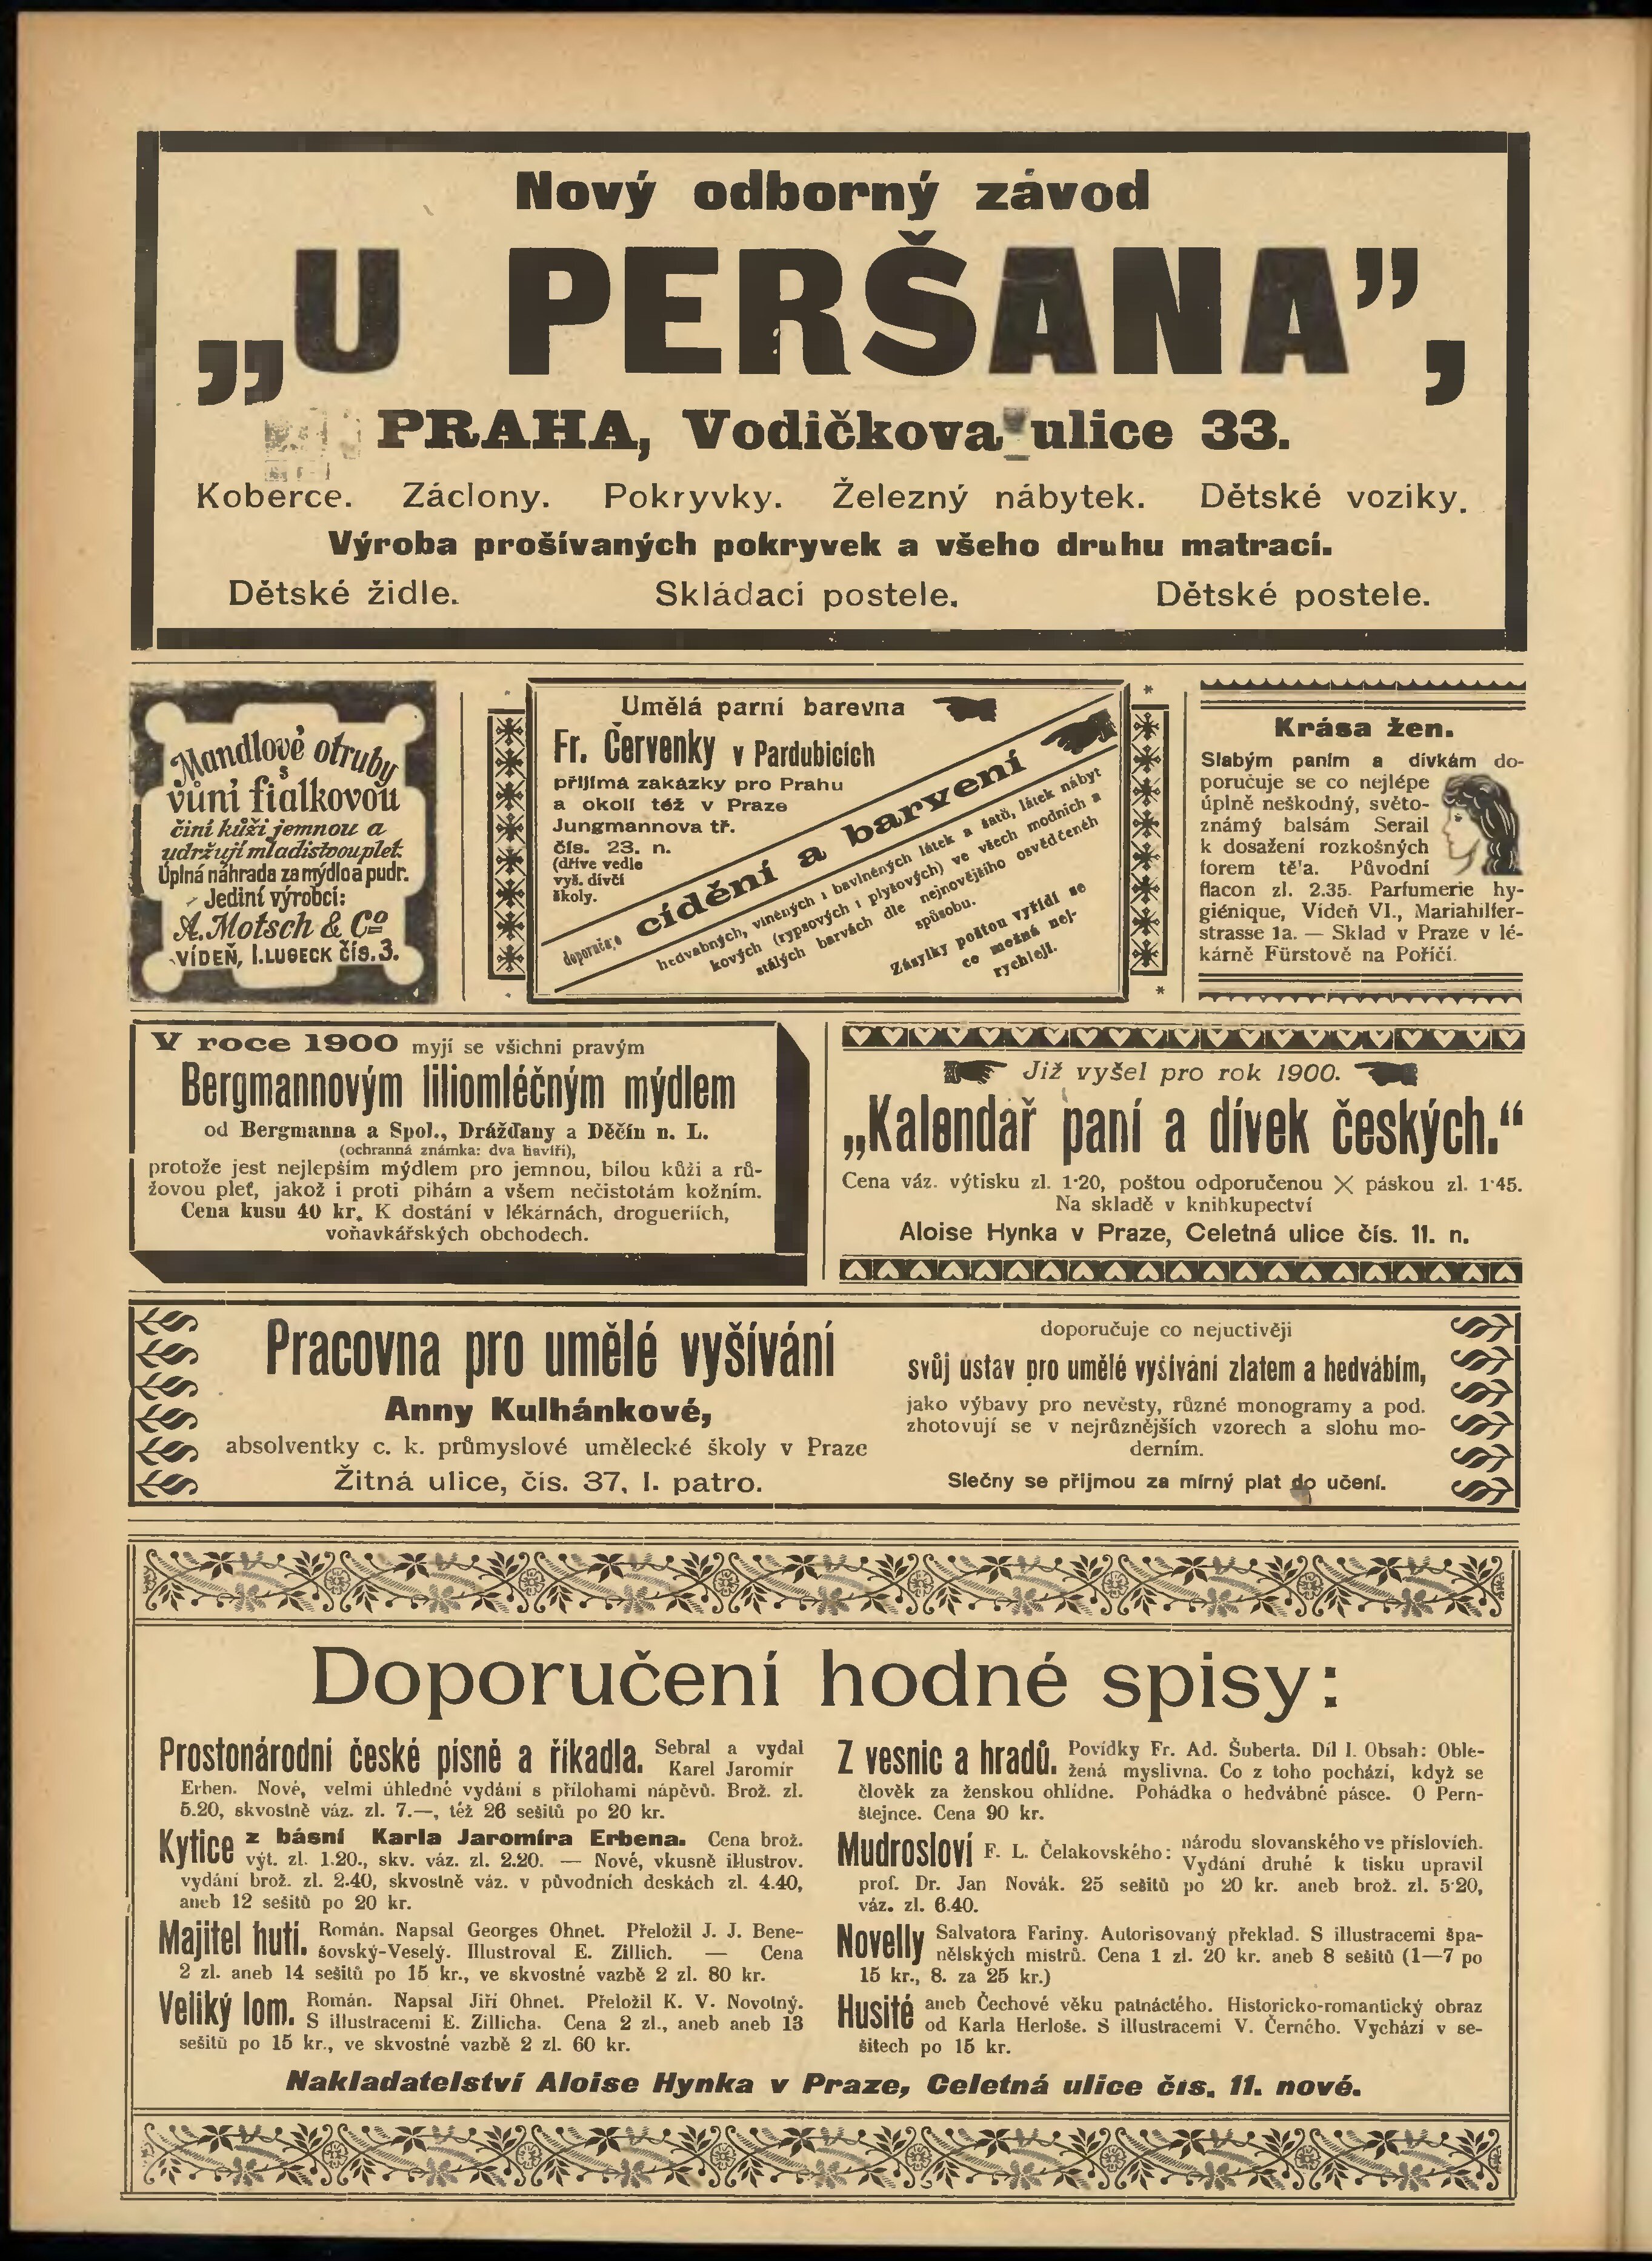 Nový odborný závod
„U PERŠANA”,
PRAHA, Vodičkova ulice 33.
Koberce. Záclony. Pokryvky. Železný nábytek. Dětské voziky.
Výroba prošívaných pokryvek a všeho druhu matrací.
Dětské židle. Skládací postele. Dětské postele.
Mandlové otruby
s
vůní fialkovou
činí kůži jemnou a
udržují mladistvou pleť.
Úplná náhrada za mýdlo a pudr.
Jediní výrobci:
A. Motsch & Co
VÍDEŇ, I. LUGECK čís. 3.
Umělá parní barevna
Fr. Červenky v Pardubicích
přijímá zakázky pro Prahu
a okolí též v Praze
Jungmannova tř.
čís. 23. n.
(dříve vedle
vyš. dívčí
školy.
doporučuje cídění a barvení
hedvabných, vlněných i bavlněných látek a šatů, látek nábyt
kových (rypsových i plyšových) ve všech modních a
stálých barvách dle nejnovějšího osvědčeněh
spůsobu.
Zásylky poštou vyřídí se
co možná nej-
rychleji.
Krása žen.
Slabým paním a dívkám do-
poručuje se co nejlépe
úplně neškodný, světo-
známý balsám Serail
k dosažení rozkošných
forem tě'a. Původní
flacon zl. 2.35. Parfumerie hy-
giénique, Vídeň VI., Mariahilfer-
strasse 1a. — Sklad v Praze v lé-
kárně Fürstově na Poříčí.
V roce 1900 myjí se všichni pravým
Bergmannovým liliomléčným mýdlem
od Bergmanna a Spol., Drážďany a Děčín n. L.
(ochranná známka: dva havíři),
protože jest nejlepším mýdlem pro jemnou, bílou kůži a rů-
žovou pleť, jakož i proti pihám a všem nečistotám kožním.
Cena kusu 40 kr. K dostání v lékárnách, drogueriích,
voňavkářských obchodech.
Již vyšel pro rok 1900.
„Kalendář paní a dívek českých.“
Cena váz. výtisku zl. 1·20, poštou odporučenou X páskou zl. 1·45.
Na skladě v knihkupectví
Aloise Hynka v Praze, Celetná ulice čís. 11. n.
Pracovna pro umělé vyšívání
Anny Kulhánkové,
absolventky c. k. průmyslové umělecké školy v Praze
Žitná ulice, čís. 37, I. patro.
doporučuje co nejuctivěji
svůj ústav pro umělé vyšívání zlatem a hedvábím,
jako výbavy pro nevěsty, různé monogramy a pod.
zhotovují se v nejrůznějších vzorech a slohu mo-
derním.
Slečny se přijmou za mírný plat do učení.
Doporučení hodné spisy:
Prostonárodní české písně a říkadla. Sebral a vydal
Karel Jaromír
Erben. Nové, velmi úhledné vydání s přílohami nápěvů. Brož. zl.
5.20, skvostně váz. zl. 7.—, též 26 sešitů po 20 kr.
Kytice z básní Karla Jaromíra Erbena. Cena brož.
výt. zl. 1.20., skv. váz. zl. 2.20. — Nové, vkusně illustrov.
vydání brož. zl. 2.40, skvostně váz. v původních deskách zl. 4.40,
aneb 12 sešitů po 20 kr.
Majitel hutí. Román. Napsal Georges Ohnet. Přeložil J. J. Bene-
šovský-Veselý. Illustroval E. Zillich. — Cena
2 zl. aneb 14 sešitů po 15 kr., ve skvostné vazbě 2 zl. 80 kr.
Veliký lom. Román. Napsal Jiří Ohnet. Přeložil K. V. Novotný.
S illustracemi E. Zillicha. Cena 2 zl., aneb aneb 13
sešitů po 15 kr., ve skvostné vazbě 2 zl. 60 kr.
Z vesnic a hradů. Povídky Fr. Ad. Šuberta. Díl I. Obsah: Oble-
žená myslivna. Co z toho pochází, když se
člověk za ženskou ohlídne. Pohádka o hedvábné pásce. O Pern-
štejnce. Cena 90 kr.
Mudrosloví F. L. Čelakovského: národu slovanského ve příslovích.
Vydání druhé k tisku upravil
prof. Dr. Jan Novák. 25 sešitů po 20 kr. aneb brož. zl. 5·20,
váz. zl. 6.40.
Novelly Salvatora Fariny. Autorisovaný překlad. S illustracemi špa-
nělských mistrů. Cena 1 zl. 20 kr. aneb 8 sešitů (1—7 po
15 kr., 8. za 25 kr.)
Husité aneb Čechové věku patnáctého. Historicko-romantický obraz
od Karla Herloše. S illustracemi V. Černého. Vychází v se-
šitech po 15 kr.
Nakladatelství Aloise Hynka v Praze, Celetná ulice čís. 11. nové.